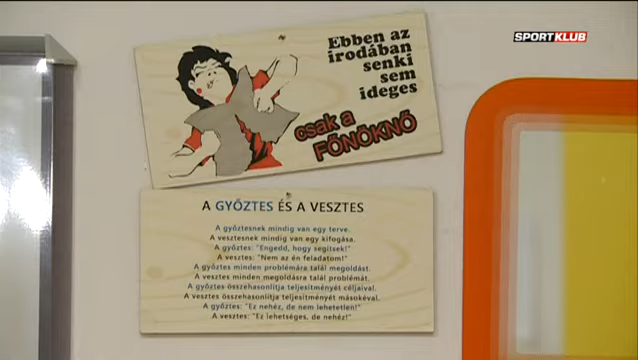 SPORTKLUB
Ebben az
irodában
senki
sem
ideges
csak a
FŐNÖKNŐ
A GYŐZTES ÉS A VESZTES
A győztesnek mindig van egy terve.
A vesztesnek mindig van egy kifogása.
A győztes: "Engedd, hogy segítsek!"
A vesztes: "Nem az én feladatom!"
A győztes minden problémára talál megoldást.
A vesztes minden megoldásra talál problémát.
A győztes összehasonlítja teljesítményét céljaival.
A vesztes összehasonlítja teljesítményét másokéval.
A győztes: "Ez nehéz, de nem lehetetlen!"
A vesztes: "Ez lehetséges, de nehéz!"